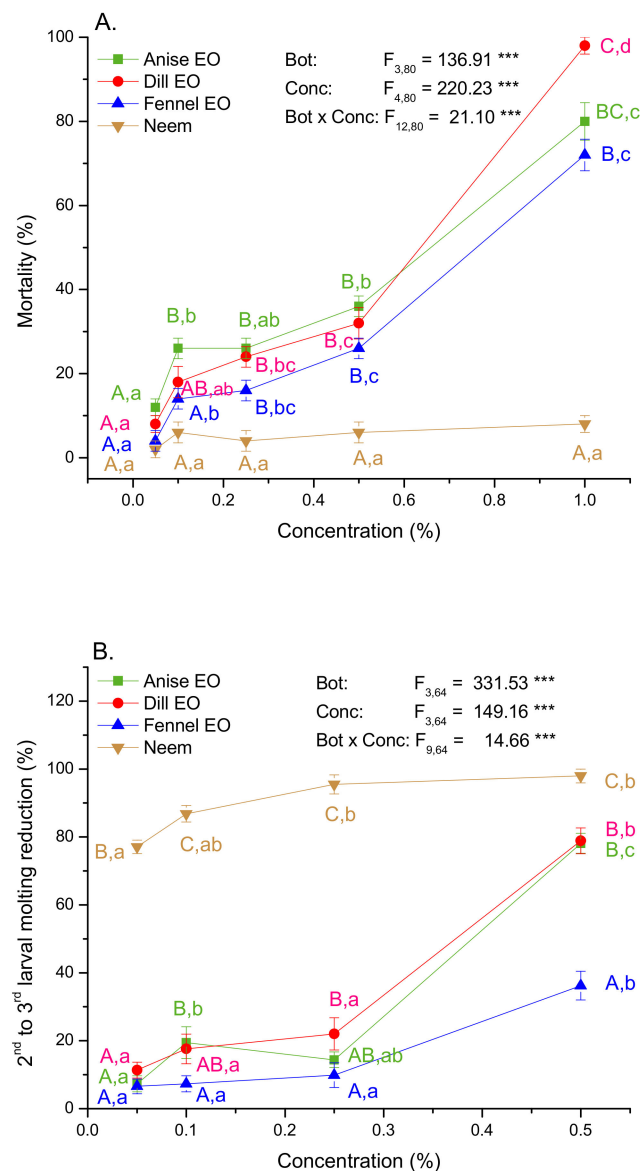 A.
Anise EO
Dill EO
Fennel EO
Neem
Bot: F3,80 = 136.91 ***
Conc: F4,80 = 220.23 ***
Bot x Conc: F12,80 = 21.10 ***
C,d
BC,c
B,c
B,b
B,ab
B,b
A,a
B,c
B,bc
AB,ab
B,c
A,a
A,b
B,bc
A,a
A,a
A,a
A,a
A,a
A,a
Mortality (%)
100
80
60
40
20
0
0.0 0.2 0.4 0.6 0.8 1.0
Concentration (%)
B.
Anise EO
Dill EO
Fennel EO
Neem
Bot: F3,64 = 331.53 ***
Conc: F3,64 = 149.16 ***
Bot x Conc: F9,64 = 14.66 ***
C,b
C,b
C,ab
B,a
B,b
B,c
B,a
B,b
A,b
A,a
AB,a
AB,ab
A,a
A,a
A,a
A,a
2nd to 3rd larval molting reduction (%)
120
100
80
60
40
20
0
0.0 0.1 0.2 0.3 0.4 0.5
Concentration (%)